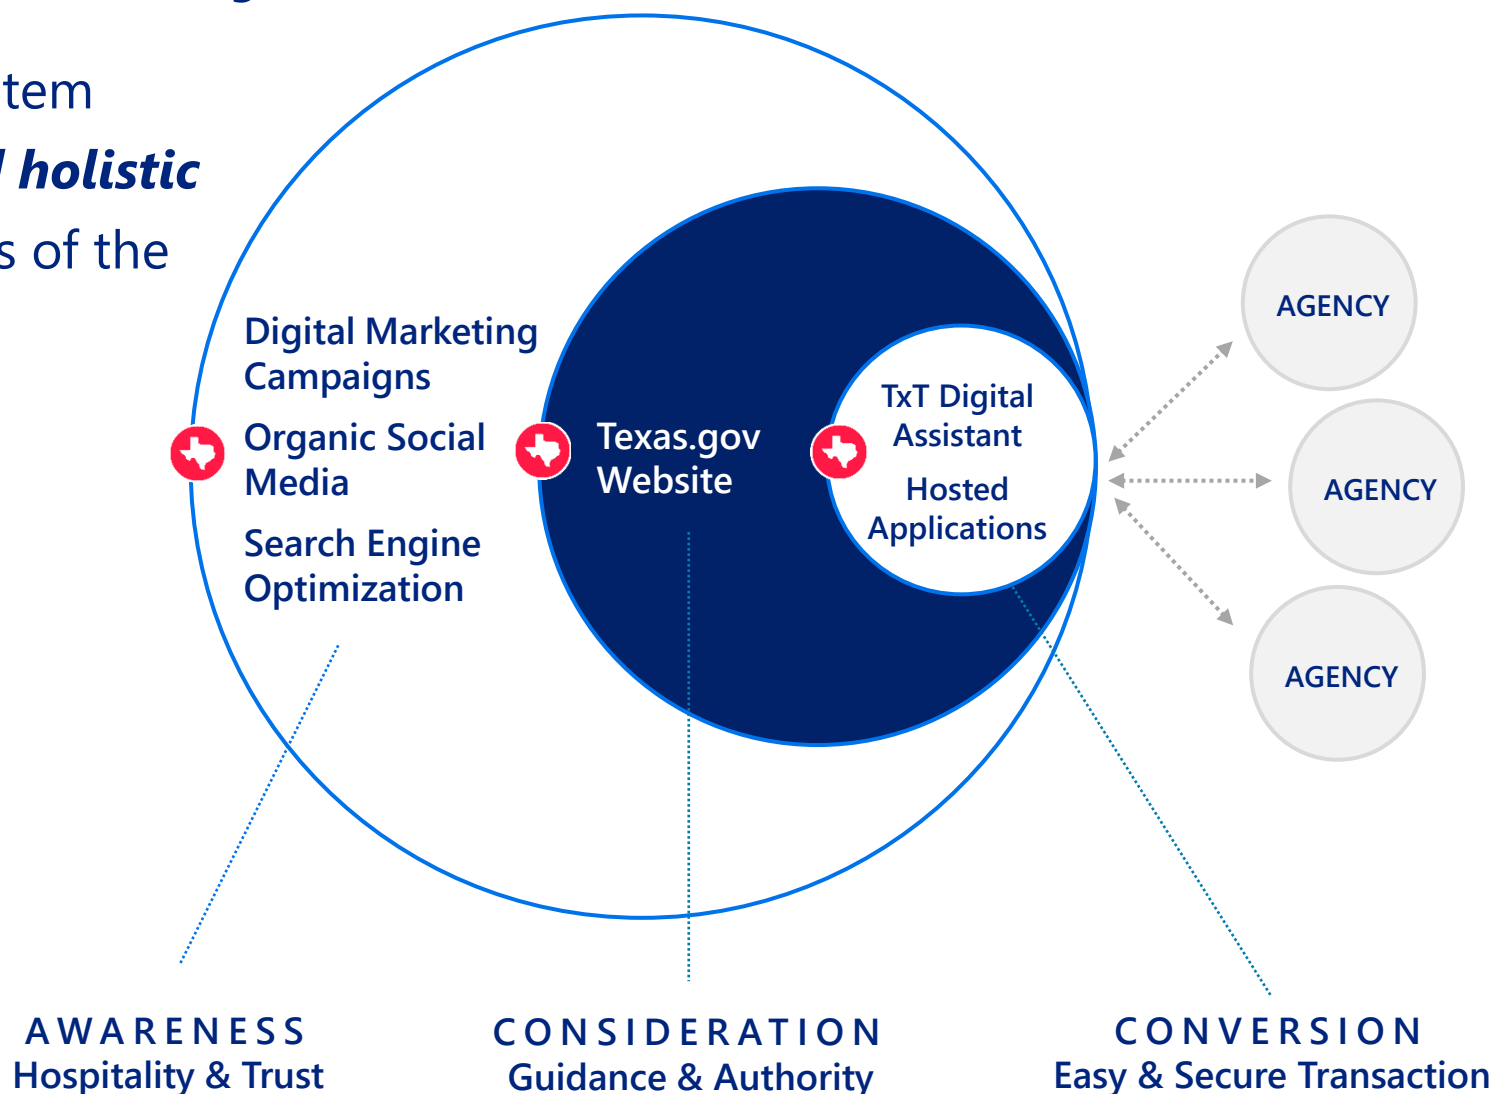 tem
holistic
s of the
Digital Marketing
Campaigns
Organic Social
Media
Search Engine
Optimization
Texas.gov
Website
TxT Digital
Assistant
Hosted
Applications
AGENCY
AGENCY
AGENCY
AWARENESS
Hospitality & Trust
CONSIDERATION
Guidance & Authority
CONVERSION
Easy & Secure Transaction